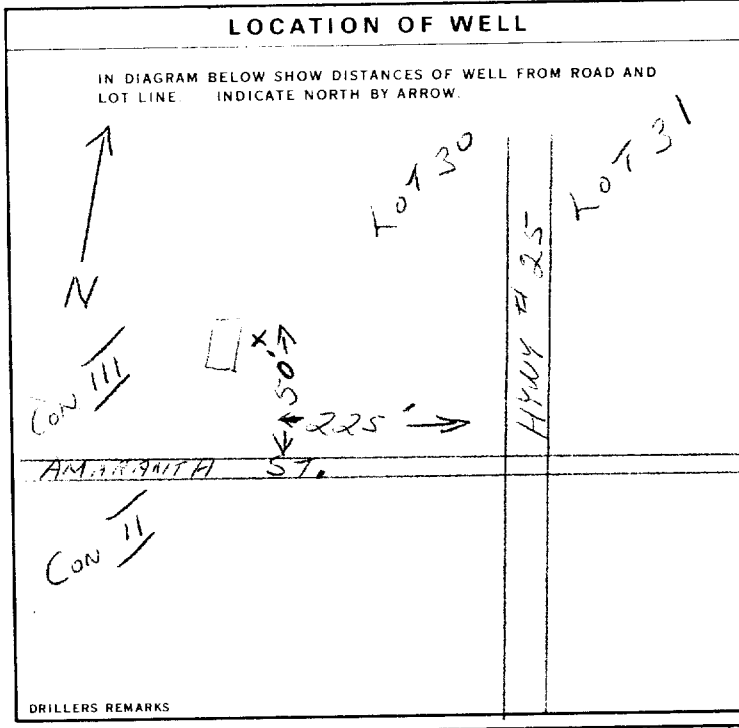 LOCATION OF WELL
IN DIAGRAM BELOW SHOW DISTANCES OF WELL FROM ROAD AND
LOT LINE. INDICATE NORTH BY ARROW.
LOT 30
LOT 31
N
HYWY # 25
X
50'
CON III
225'
AMARANTH ST.
CON II
DRILLERS REMARKS